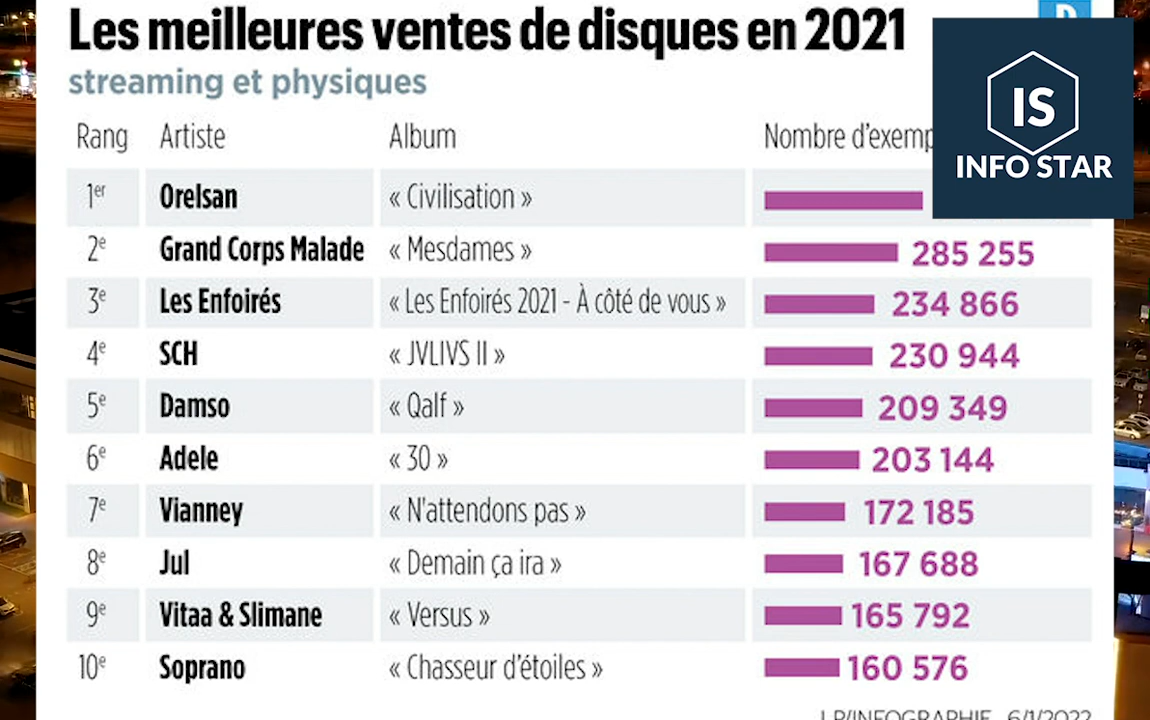 Les meilleures ventes de disques en 2021
streaming et physiques
Rang Artiste Album Nombre d'exemp
IS
INFO STAR
1er Orelsan « Civilisation »
2e Grand Corps Malade « Mesdames » 285 255
3e Les Enfoirés « Les Enfoirés 2021 - À côté de vous » 234 866
4e SCH « JVLIVS II » 230 944
5e Damso « Qalf » 209 349
6e Adele « 30 » 203 144
7e Vianney « N'attendons pas » 172 185
8e Jul « Demain ça ira » 167 688
9e Vitaa & Slimane « Versus » 165 792
10e Soprano « Chasseur d'étoiles » 160 576
LP/INFOGRAPHIE 6/1/2022